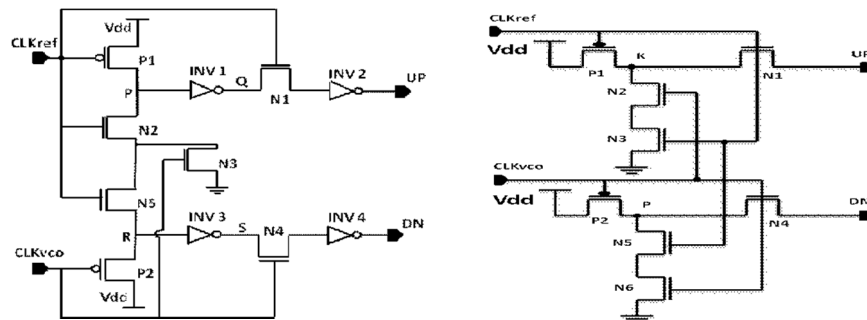 Vdd
CLKref
P1
INV 1
Q
INV 2
UP
P
N1
N2
N3
N5
INV 3
S
N4
INV 4
DN
R
CLKvco
P2
Vdd
CLKref
Vdd
K
UP
P1
N1
N2
N3
CLKvco
Vdd
P
DN
P2
N4
N5
N6